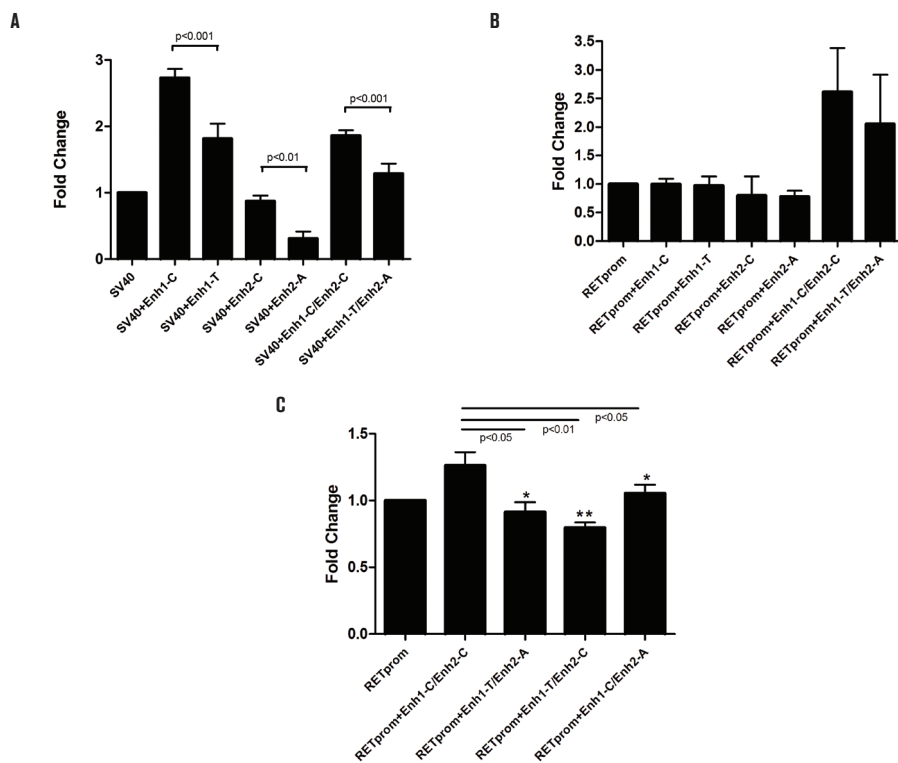 A
p<0.001
p<0.001
p<0.01
Fold Change
3
2
1
0
SV40
SV40+Enh1-C
SV40+Enh1-T
SV40+Enh2-C
SV40+Enh2-A
SV40+Enh1-C/Enh2-C
SV40+Enh1-T/Enh2-A
B
Fold Change
3.5
3.0
2.5
2.0
1.5
1.0
0.5
0.0
RETprom
RETprom+Enh1-C
RETprom+Enh1-T
RETprom+Enh2-C
RETprom+Enh2-A
RETprom+Enh1-C/Enh2-C
RETprom+Enh1-T/Enh2-A
C
p<0.05
p<0.05
p<0.01
Fold Change
1.5
1.0
0.5
0.0
*
**
*
RETprom
RETprom+Enh1-C/Enh2-C
RETprom+Enh1-T/Enh2-A
RETprom+Enh1-T/Enh2-C
RETprom+Enh1-C/Enh2-A